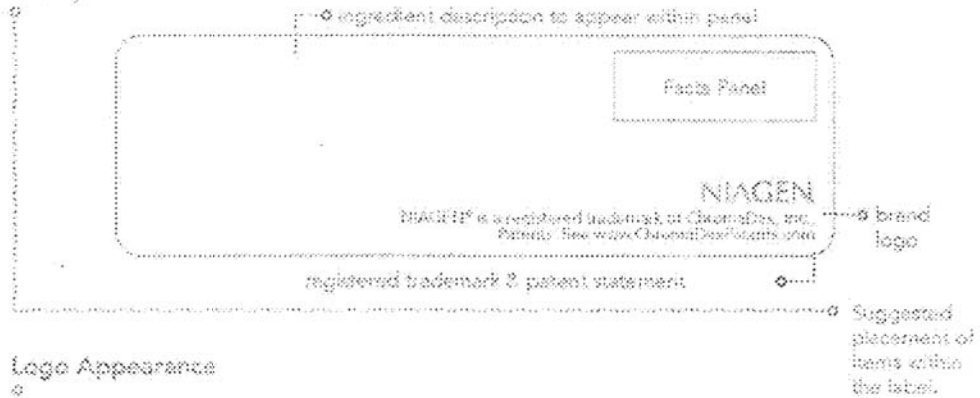 ingredient description to appear within panel
Facts Panel
NIAGEN
NIAGEN® is a registered trademark of ChromaDex, Inc.,
Patents: See www.ChromaDexPatents.com
brand
logo
registered trademark & patent statement
Suggested
placement of
items within
the label.
Logo Appearance